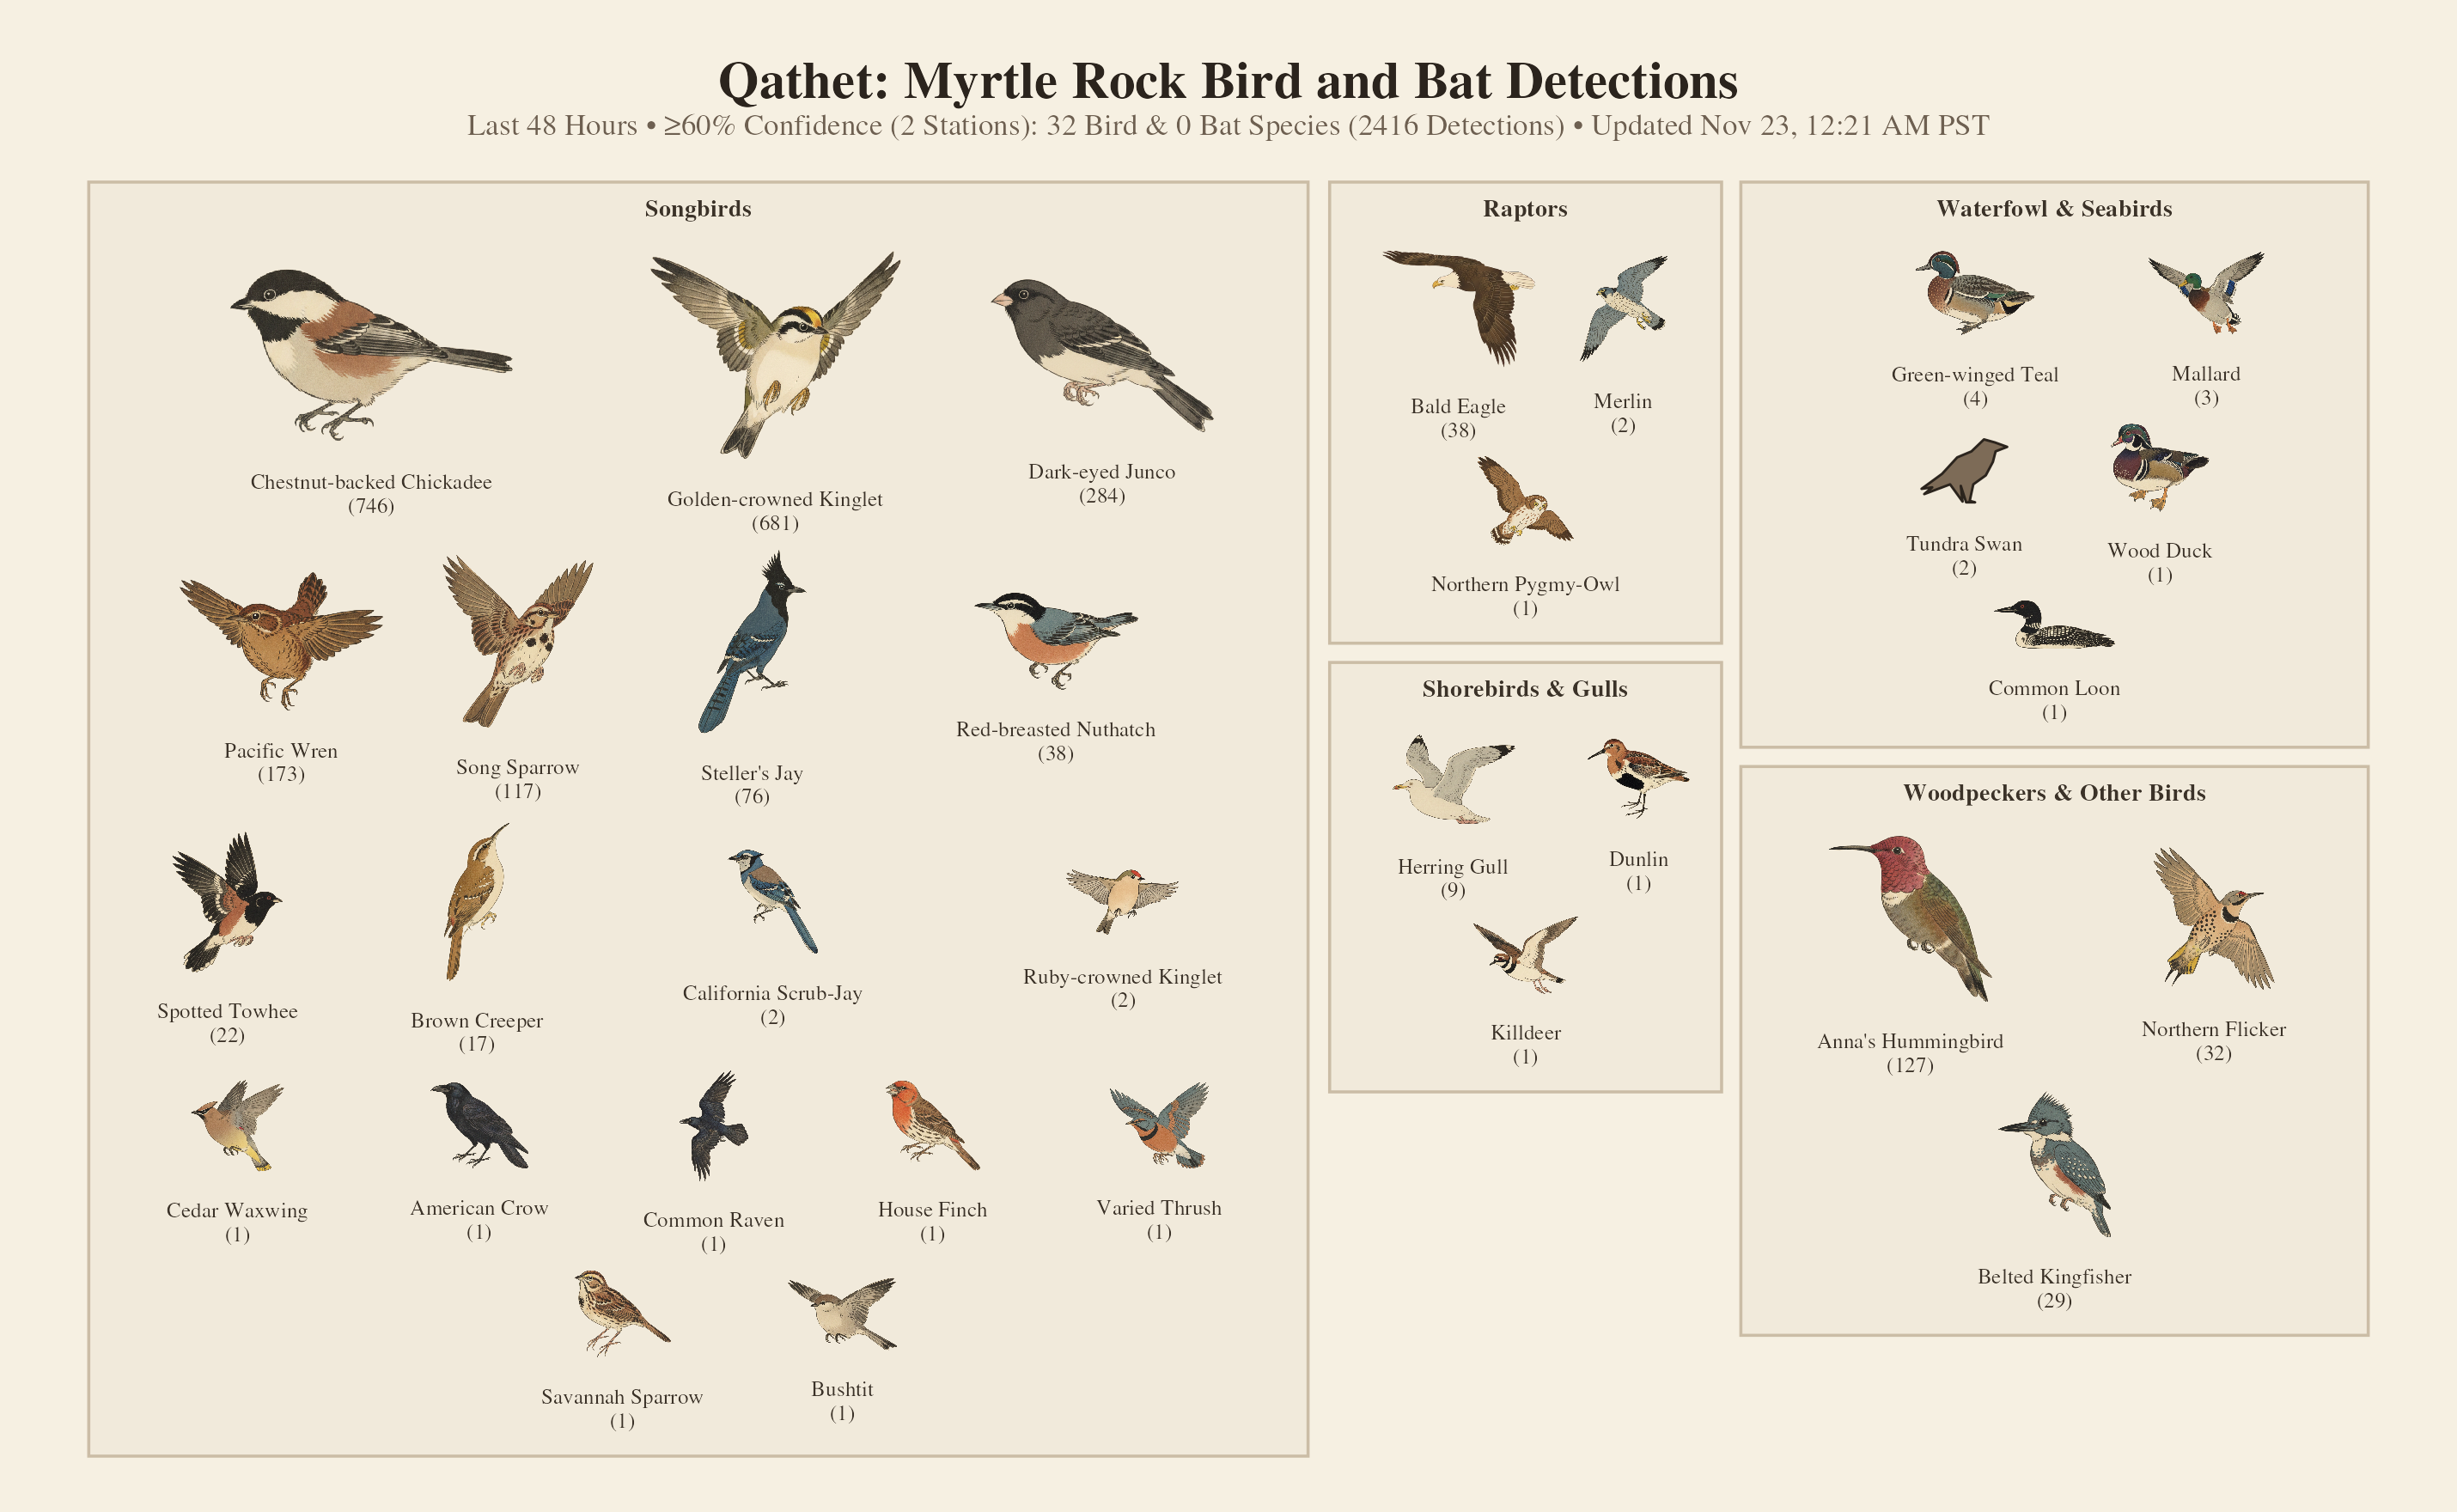 Qathet: Myrtle Rock Bird and Bat Detections
Last 48 Hours • ≥60% Confidence (2 Stations): 32 Bird & 0 Bat Species (2416 Detections) • Updated Nov 23, 12:21 AM PST
Songbirds
Chestnut-backed Chickadee
(746)
Golden-crowned Kinglet
(681)
Dark-eyed Junco
(284)
Pacific Wren
(173)
Song Sparrow
(117)
Steller's Jay
(76)
Red-breasted Nuthatch
(38)
Spotted Towhee
(22)
Brown Creeper
(17)
California Scrub-Jay
(2)
Ruby-crowned Kinglet
(2)
Cedar Waxwing
(1)
American Crow
(1)
Common Raven
(1)
House Finch
(1)
Varied Thrush
(1)
Savannah Sparrow
(1)
Bushtit
(1)
Raptors
Bald Eagle
(38)
Merlin
(2)
Northern Pygmy-Owl
(1)
Shorebirds & Gulls
Herring Gull
(9)
Dunlin
(1)
Killdeer
(1)
Waterfowl & Seabirds
Green-winged Teal
(4)
Mallard
(3)
Tundra Swan
(2)
Wood Duck
(1)
Common Loon
(1)
Woodpeckers & Other Birds
Anna's Hummingbird
(127)
Northern Flicker
(32)
Belted Kingfisher
(29)